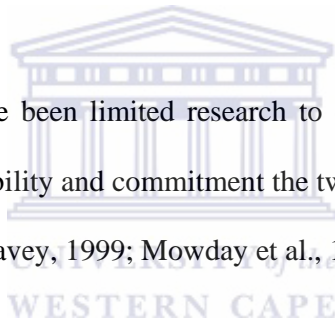 e been limited research to
bility and commitment the tw
avey, 1999; Mowday et al., 1
UNIVERSITY of the
WESTERN CAPE